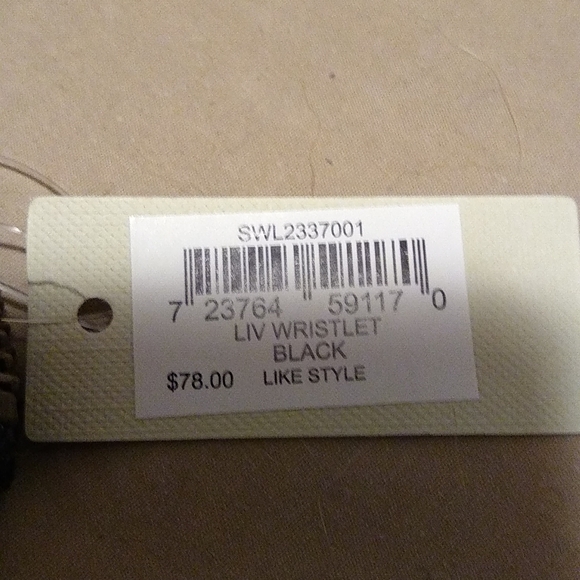 SWL2337001
7 23764 59117 0
LIV WRISTLET
BLACK
$78.00 LIKE STYLE